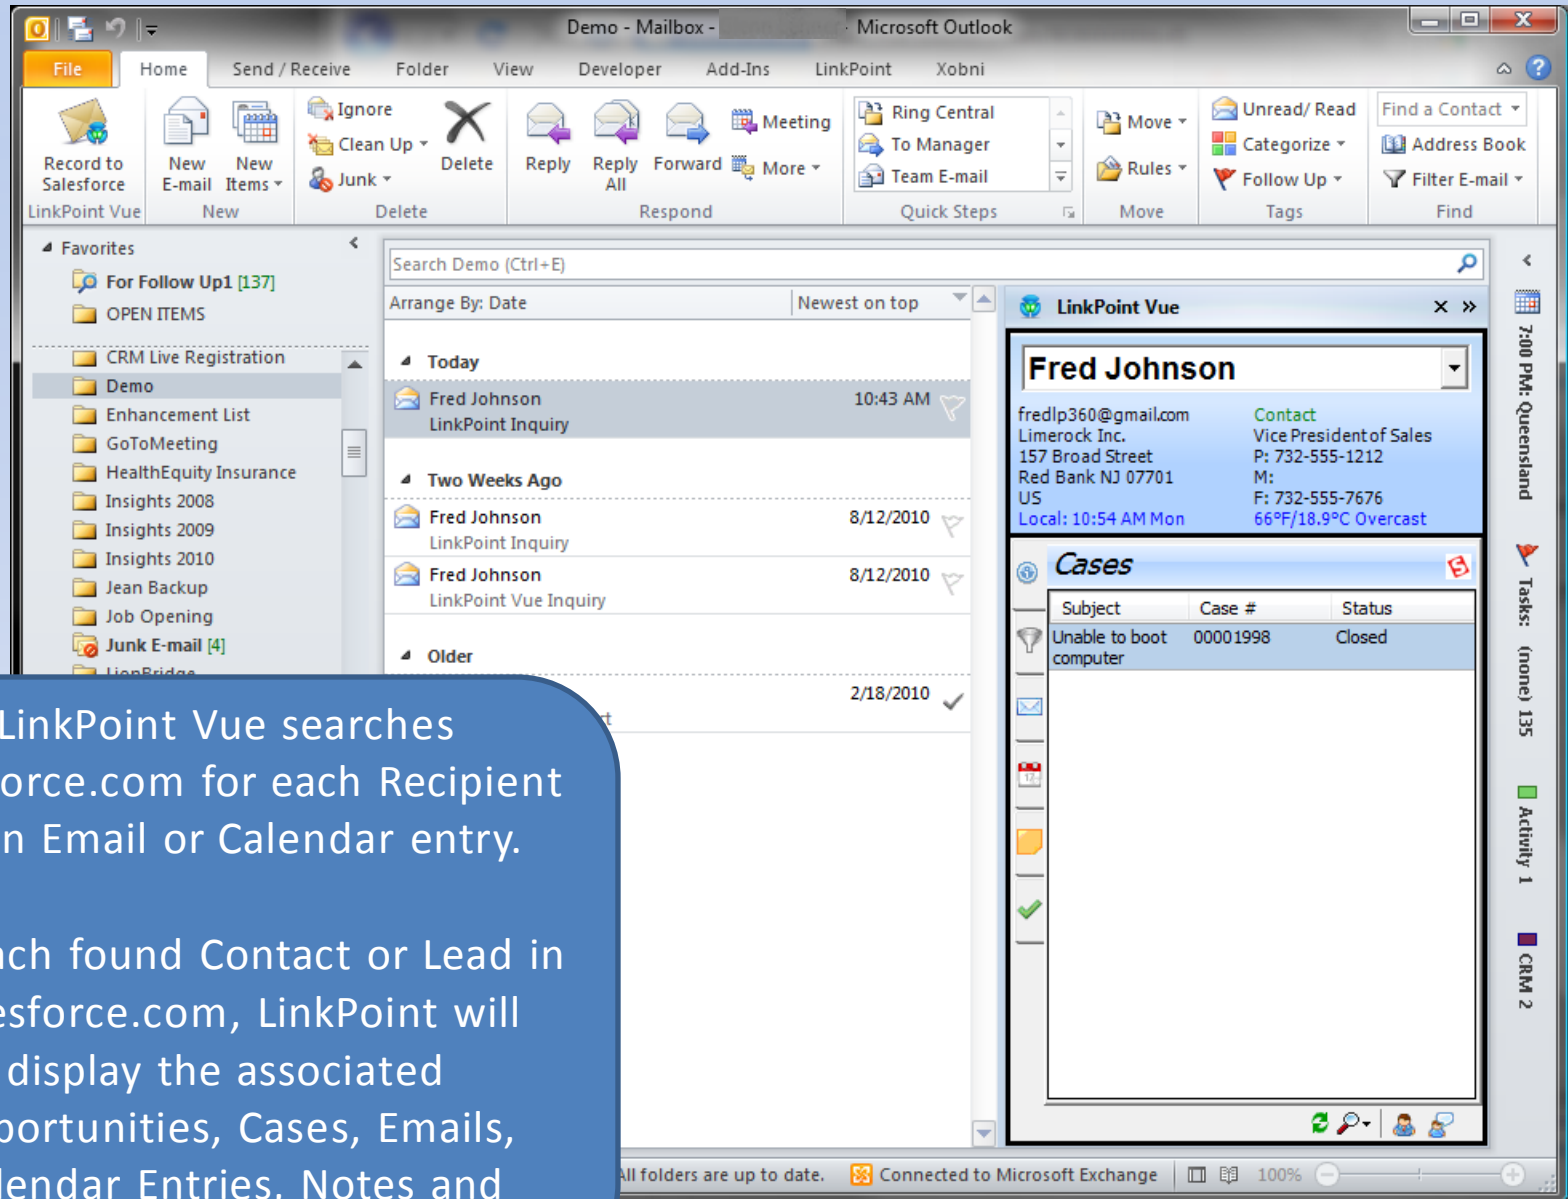 Demo - Mailbox - - Microsoft Outlook
File Home Send / Receive Folder View Developer Add-Ins LinkPoint Xobni
Record to Salesforce
LinkPoint Vue
New E-mail
New Items
New
Ignore
Clean Up
Junk
Delete
Delete
Reply
Reply All
Forward
Meeting
More
Respond
Ring Central
To Manager
Team E-mail
Quick Steps
Move
Rules
Move
Unread/ Read
Categorize
Follow Up
Tags
Find a Contact
Address Book
Filter E-mail
Find
Favorites
For Follow Up1 [137]
OPEN ITEMS
CRM Live Registration
Demo
Enhancement List
GoToMeeting
HealthEquity Insurance
Insights 2008
Insights 2009
Insights 2010
Jean Backup
Job Opening
Junk E-mail [4]
LionBridge
Search Demo (Ctrl+E)
Arrange By: Date Newest on top
Today
Fred Johnson 10:43 AM
LinkPoint Inquiry
Two Weeks Ago
Fred Johnson 8/12/2010
LinkPoint Inquiry
Fred Johnson 8/12/2010
LinkPoint Vue Inquiry
Older
2/18/2010
LinkPoint Vue
Fred Johnson
fredlp360@gmail.com Contact
Limerock Inc. Vice President of Sales
157 Broad Street P: 732-555-1212
Red Bank NJ 07701 M:
US F: 732-555-7676
Local: 10:54 AM Mon 66ºF/18.9ºC Overcast
Cases
Subject Case # Status
Unable to boot computer 00001998 Closed
7:00 PM: Queensland
Tasks: (none) 135
Activity 1
CRM 2
LinkPoint Vue searches
force.com for each Recipient
n Email or Calendar entry.
ach found Contact or Lead in
esforce.com, LinkPoint will
display the associated
portunities, Cases, Emails,
lendar Entries, Notes and
All folders are up to date. Connected to Microsoft Exchange 100%